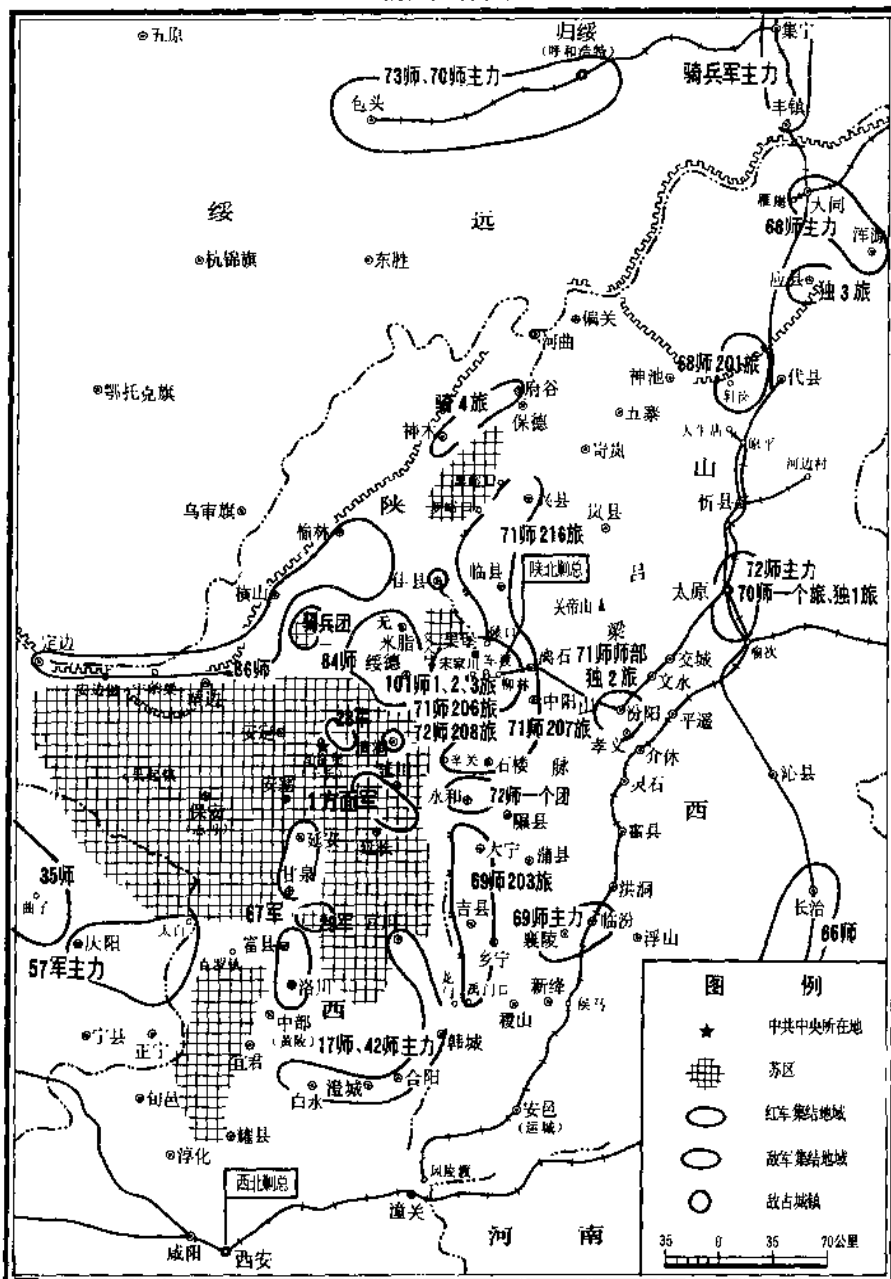 五原
归绥
(呼和浩特)
集宁
73师、70师主力
骑兵军主力
包头
丰镇
绥
远
大同
68师主力
浑源
杭锦旗
东胜
应县
独3旅
偏关
河曲
68师201旅
鄂托克旗
神池
代县
府谷
骑4旅
保德
五寨
神木
原平
岢岚
山
河边村
忻县
乌审旗
陕
兴县
岚县
榆林
71师216旅
陕北剿总
吕
72师主力
临县
太原
70师一个旅、独1旅
横山
关帝山
骑兵团
米脂
梁
榆次
定边
离石
71师师部
交城
86师
84师
绥德
宋家川
独2旅
文水
101师1、2、3旅
柳林
中阳
山
71师206旅
汾阳
平遥
72师208旅
71师207旅
孝义
介休
安定
石楼
脉
沁县
灵石
安塞
永和
72师一个团
1方面军
西
保安
隰县
延安
霍县
大宁
蒲县
35师
甘泉
69师203旅
洪洞
曲子
67军
吉县
69师主力
临汾
长治
襄陵
浮山
66师
庆阳
富县
乡宁
57军主力
洛川
禹门口
新绛
侯马
西
稷山
中部
(黄陵)
宁县
正宁
17师、42师主力
韩城
宜君
合阳
白水
澄城
旬邑
安邑
(运城)
耀县
淳化
风陵渡
西北剿总
潼关
咸阳
西安
河
南
图
例
中共中央所在地
苏区
红军集结地域
敌军集结地域
敌占城镇
35
0
35
70公里